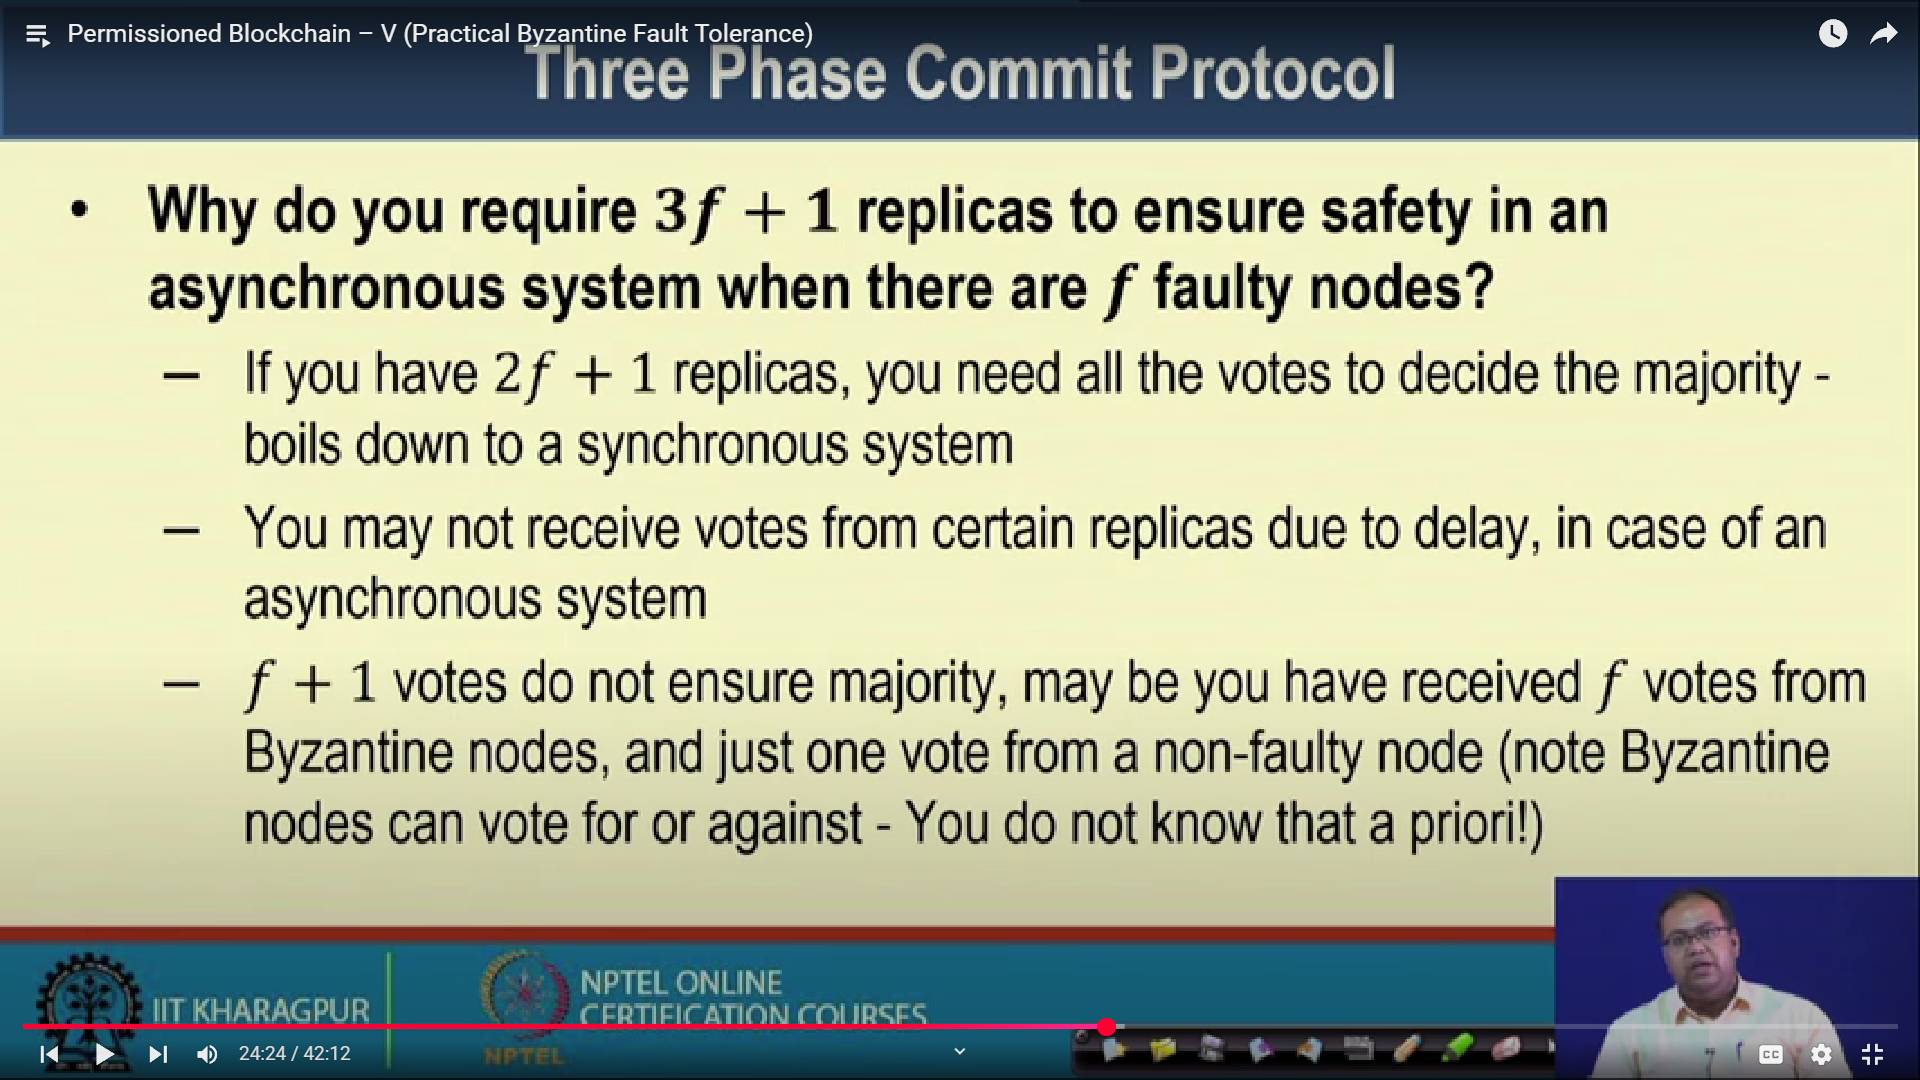 Permissioned Blockchain – V (Practical Byzantine Fault Tolerance)
Three Phase Commit Protocol
• Why do you require 3f + 1 replicas to ensure safety in an
asynchronous system when there are f faulty nodes?
– If you have 2f + 1 replicas, you need all the votes to decide the majority -
boils down to a synchronous system
– You may not receive votes from certain replicas due to delay, in case of an
asynchronous system
– f + 1 votes do not ensure majority, may be you have received f votes from
Byzantine nodes, and just one vote from a non-faulty node (note Byzantine
nodes can vote for or against - You do not know that a priori!)
IIT KHARAGPUR
NPTEL
NPTEL ONLINE
CERTIFICATION COURSES
24:24 / 42:12
CC